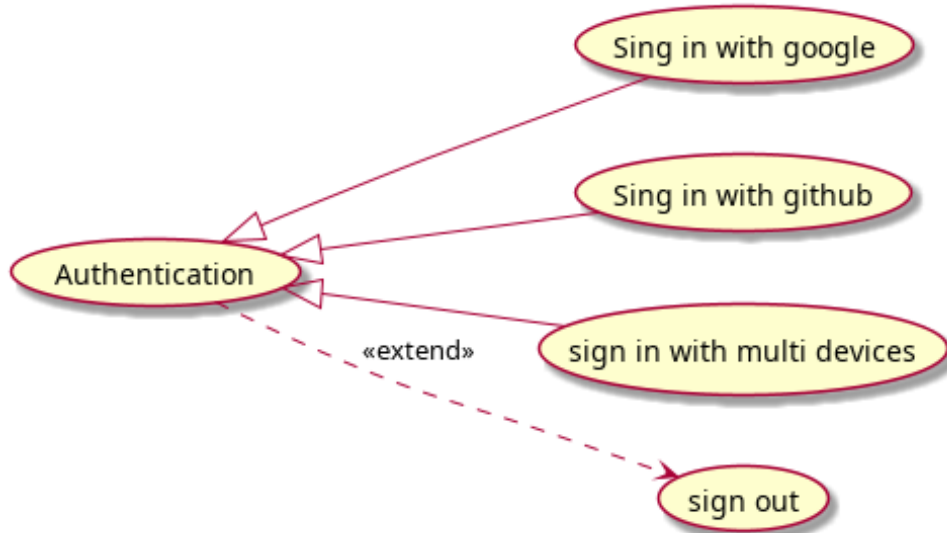 Sing in with google
Sing in with github
Authentication
sign in with multi devices
«extend»
sign out